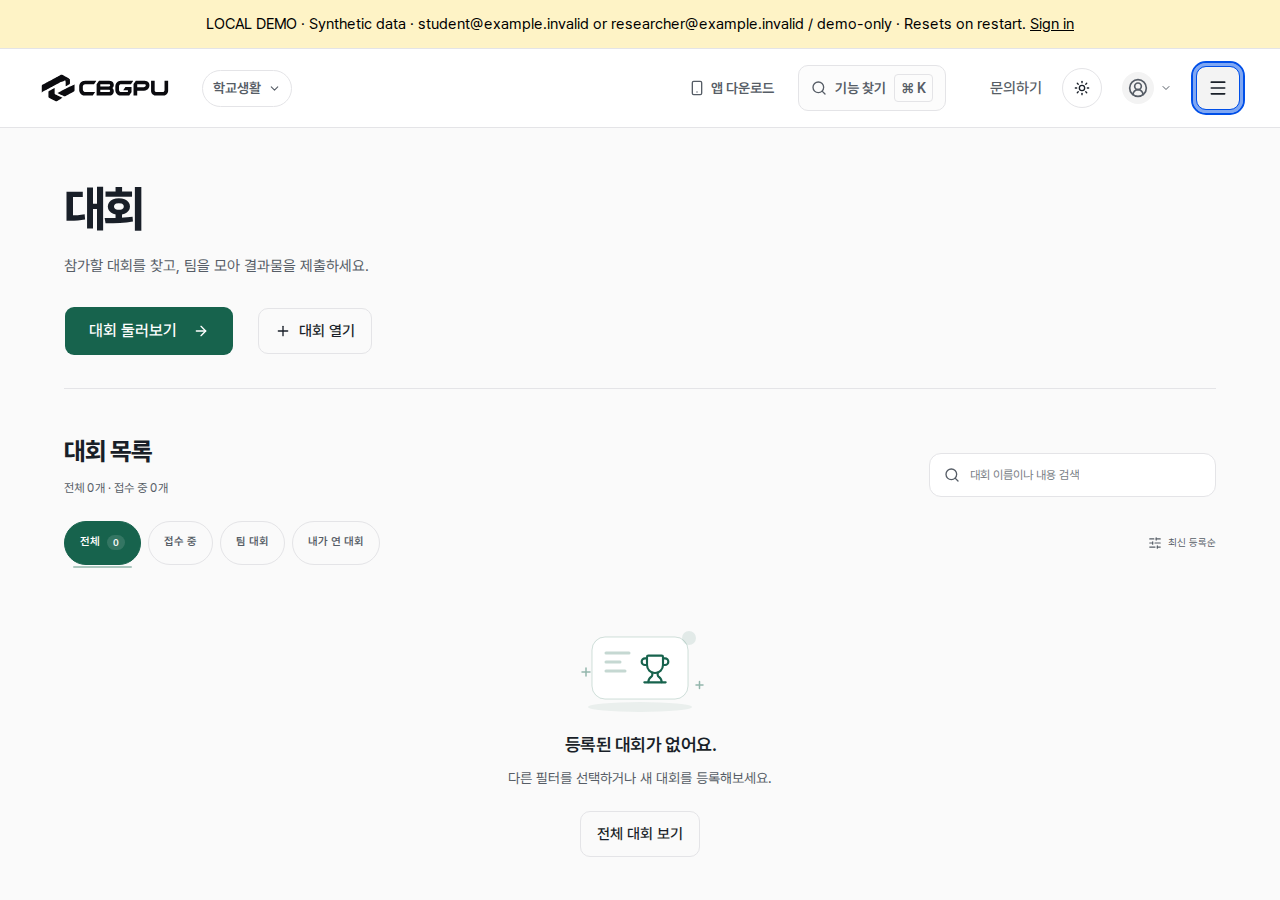 LOCAL DEMO · Synthetic data · student@example.invalid or researcher@example.invalid / demo-only · Resets on restart. Sign in
CBGPU
학교생활
앱 다운로드
기능 찾기
⌘ K
문의하기
대회
참가할 대회를 찾고, 팀을 모아 결과물을 제출하세요.
대회 둘러보기
대회 열기
대회 목록
전체 0개 · 접수 중 0개
대회 이름이나 내용 검색
전체 0
접수 중
팀 대회
내가 연 대회
최신 등록순
등록된 대회가 없어요.
다른 필터를 선택하거나 새 대회를 등록해보세요.
전체 대회 보기